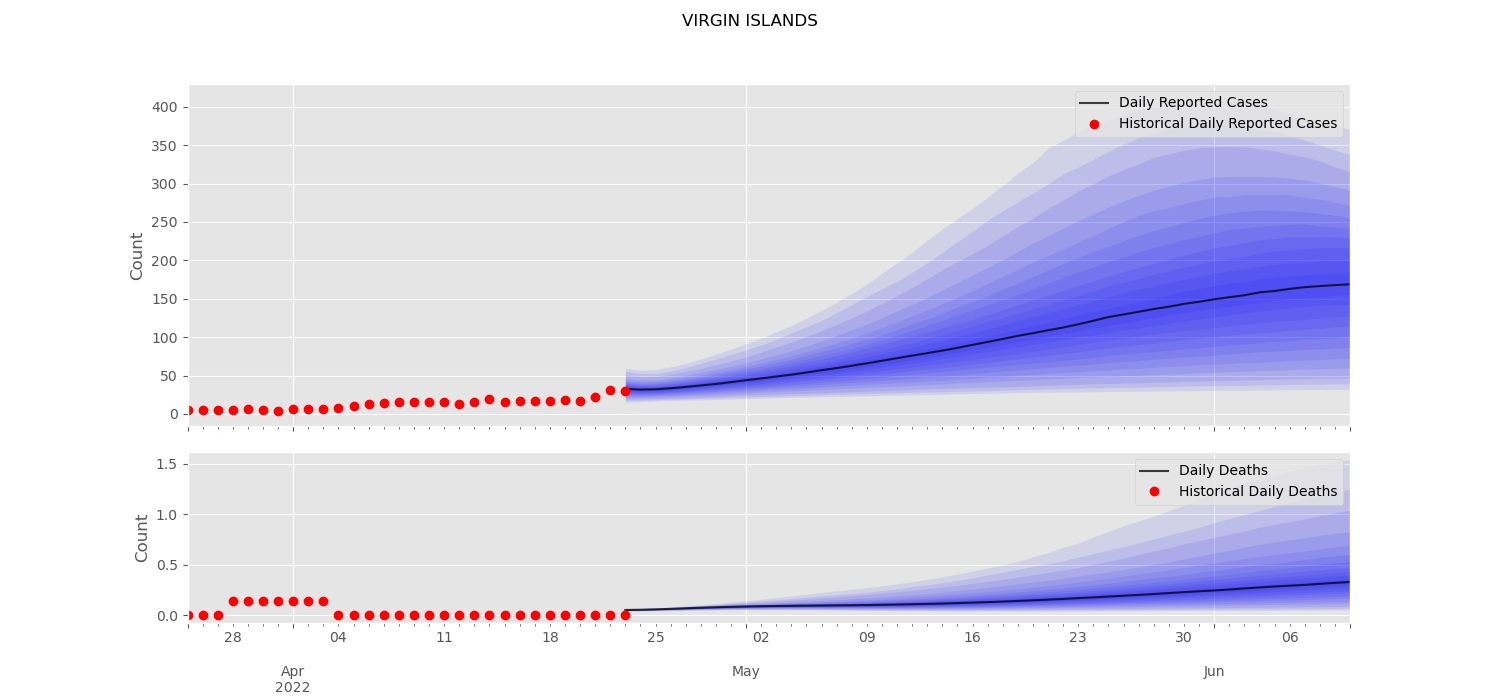 VIRGIN ISLANDS
Daily Reported Cases
Historical Daily Reported Cases
Count
400
350
300
250
200
150
100
50
0
Daily Deaths
Historical Daily Deaths
Count
1.5
1.0
0.5
0.0
28 04 11 18 25 02 09 16 23 30 06
Apr May Jun
2022